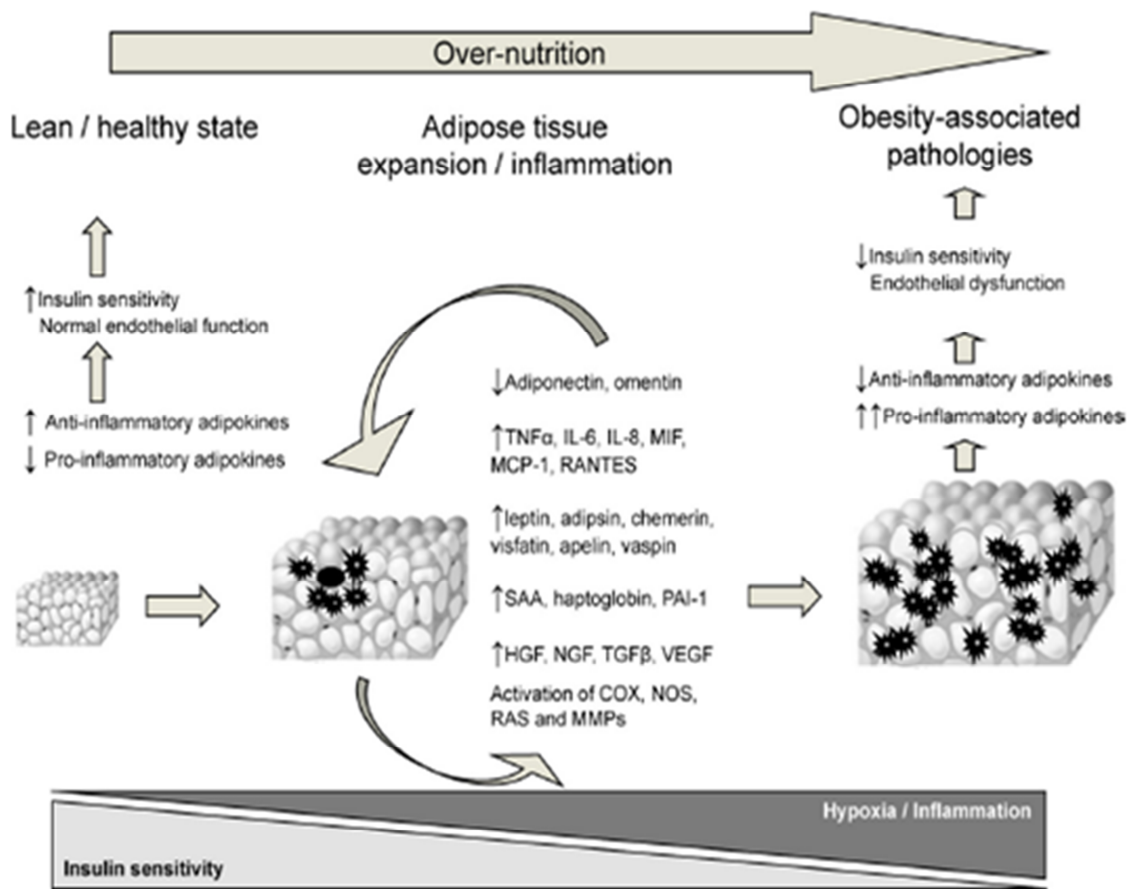 Over-nutrition
Lean / healthy state
Adipose tissue
expansion / inflammation
Obesity-associated
pathologies
↑Insulin sensitivity
Normal endothelial function
↑ Anti-inflammatory adipokines
↓ Pro-inflammatory adipokines
↓Adiponectin, omentin
↑TNFα, IL-6, IL-8, MIF,
MCP-1, RANTES
↑leptin, adipsin, chemerin,
visfatin, apelin, vaspin
↑SAA, haptoglobin, PAI-1
↑HGF, NGF, TGFβ, VEGF
Activation of COX, NOS,
RAS and MMPs
↓Insulin sensitivity
Endothelial dysfunction
↓Anti-inflammatory adipokines
↑↑Pro-inflammatory adipokines
Hypoxia / Inflammation
Insulin sensitivity